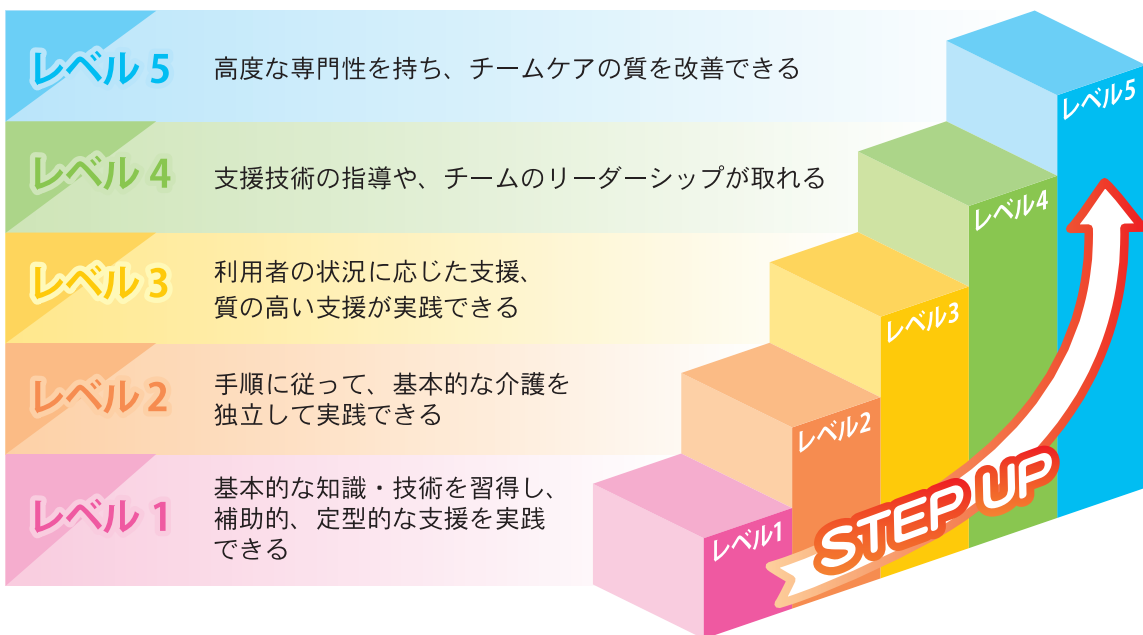 レベル 5
高度な専門性を持ち、チームケアの質を改善できる
レベル 4
支援技術の指導や、チームのリーダーシップが取れる
レベル 3
利用者の状況に応じた支援、
質の高い支援が実践できる
レベル 2
手順に従って、基本的な介護を
独立して実践できる
レベル 1
基本的な知識・技術を習得し、
補助的、定型的な支援を実践
できる
レベル5
レベル4
レベル3
レベル2
レベル1
STEP UP